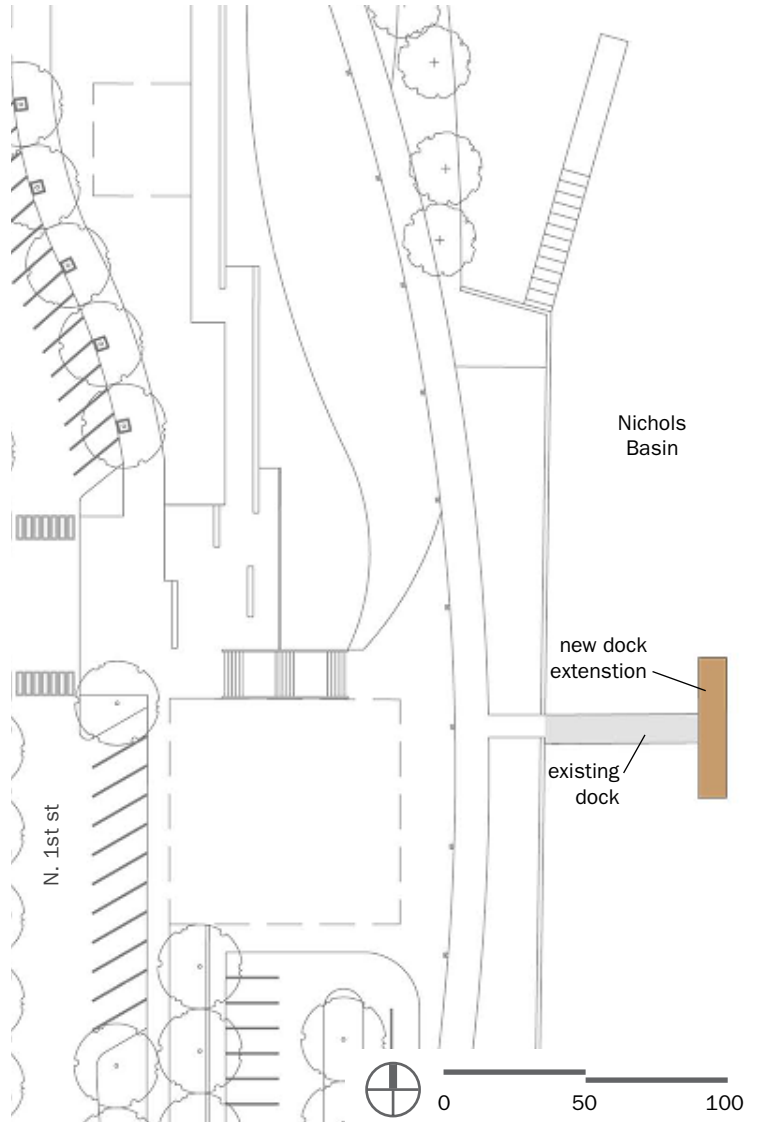 Nichols
Basin
new dock
extenstion
existing
dock
N. 1st st
0 50 100